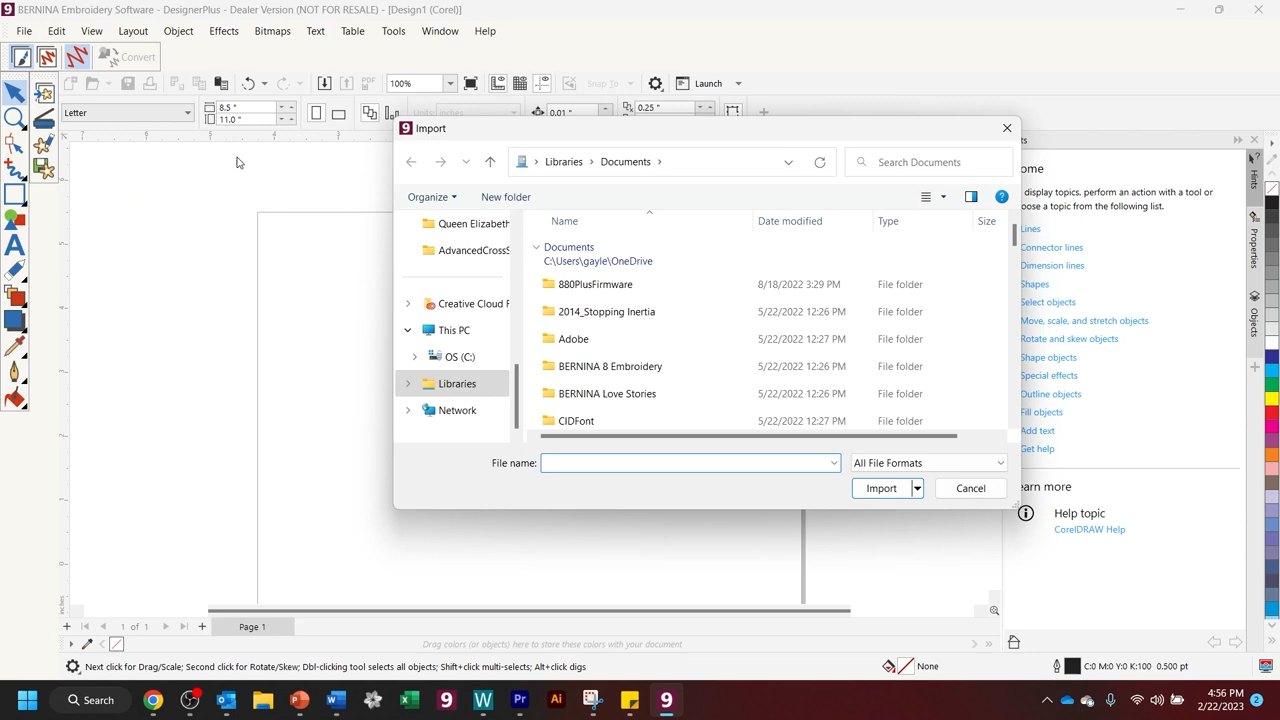 BERNINA Embroidery Software - DesignerPlus - Dealer Version (NOT FOR RESALE) - [Design1 (Corel)]
File Edit View Layout Object Effects Bitmaps Text Table Tools Window Help
Convert
PDF 100% Snap To Launch
Letter 8.5 " 11.0 " Units: inches 0.01 " 0.25 "
Import
Libraries Documents Search Documents
Organize New folder
Queen Elizabeth
AdvancedCross
Creative Cloud F
This PC
OS (C:)
Libraries
Network
Name Date modified Type Size
Documents
C:\Users\gayle\OneDrive
880PlusFirmware 8/18/2022 3:29 PM File folder
2014_Stopping Inertia 5/22/2022 12:26 PM File folder
Adobe 5/22/2022 12:27 PM File folder
BERNINA 8 Embroidery 5/22/2022 12:26 PM File folder
BERNINA Love Stories 5/22/2022 12:26 PM File folder
CIDFont 5/22/2022 12:27 PM File folder
File name: All File Formats
Import Cancel
ome
display topics, perform an action with a tool or
oose a topic from the following list.
Lines
Connector lines
Dimension lines
Shapes
Select objects
Move, scale, and stretch objects
Rotate and skew objects
Shape objects
Special effects
Outline objects
Fill objects
Add text
Get help
earn more
Help topic
CorelDRAW Help
Hints
Properties
Objects
inches
1 of 1 Page 1
Drag colors (or objects) here to store these colors with your document
Next click for Drag/Scale; Second click for Rotate/Skew; Dbl-clicking tool selects all objects; Shift+click multi-selects; Alt+click digs None C:0 M:0 Y:0 K:100 0.500 pt
Search 4:56 PM
2/22/2023